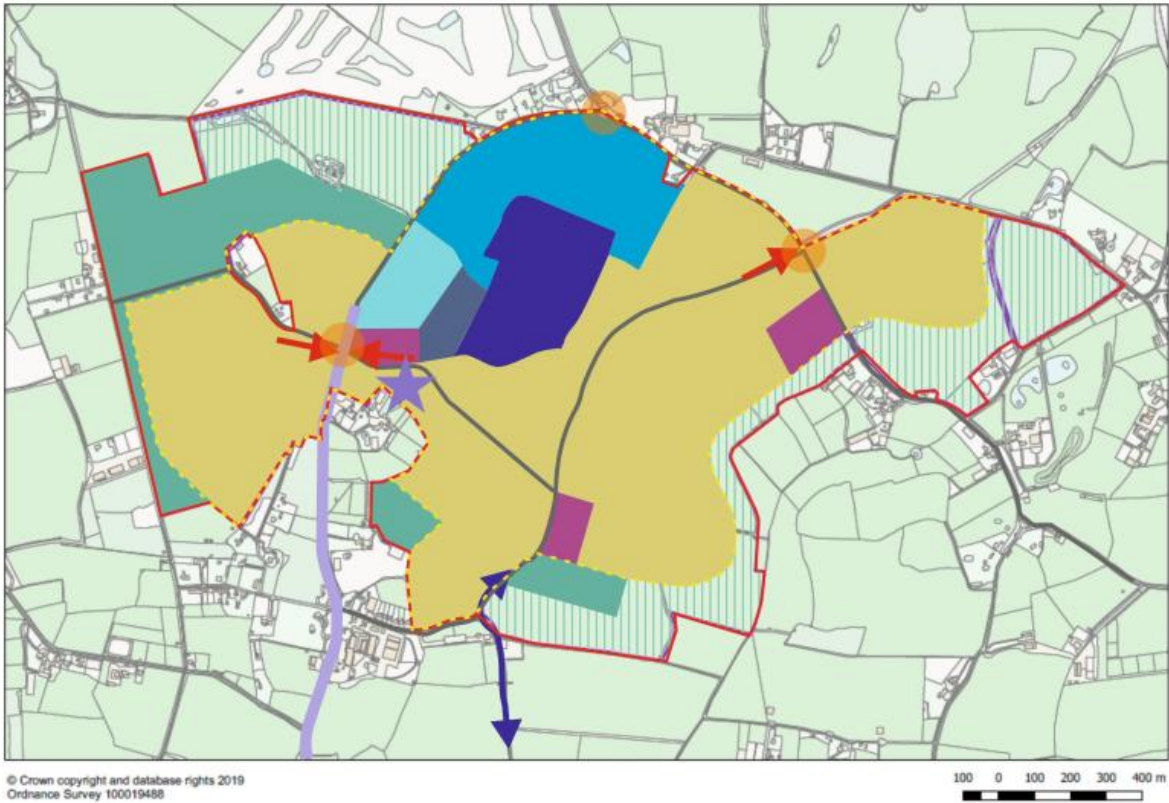 © Crown copyright and database rights 2019
Ordnance Survey 100019488
100 0 100 200 300 400 m